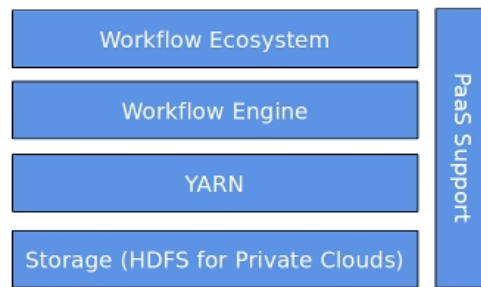 Workflow Ecosystem
Workflow Engine
YARN
Storage (HDFS for Private Clouds)
PaaS Support